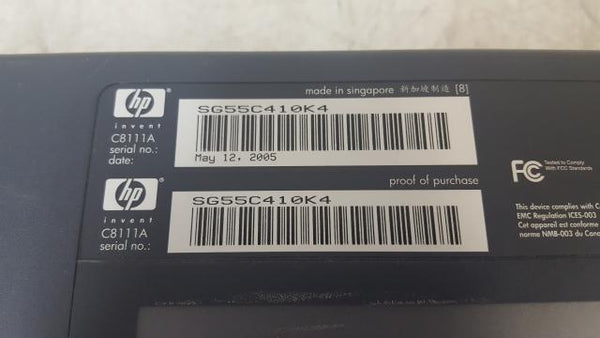 made in singapore 新加坡制造 [8]
hp
invent
C8111A
serial no.:
date:
SG55C410K4
May 12, 2005
proof of purchase
hp
invent
C8111A
serial no.:
SG55C410K4
FC Tested to Comply
With FCC Standards
This device complies with C
EMC Regulation ICES-003
Cet appareil est conforme
norme NMB-003 du Cana